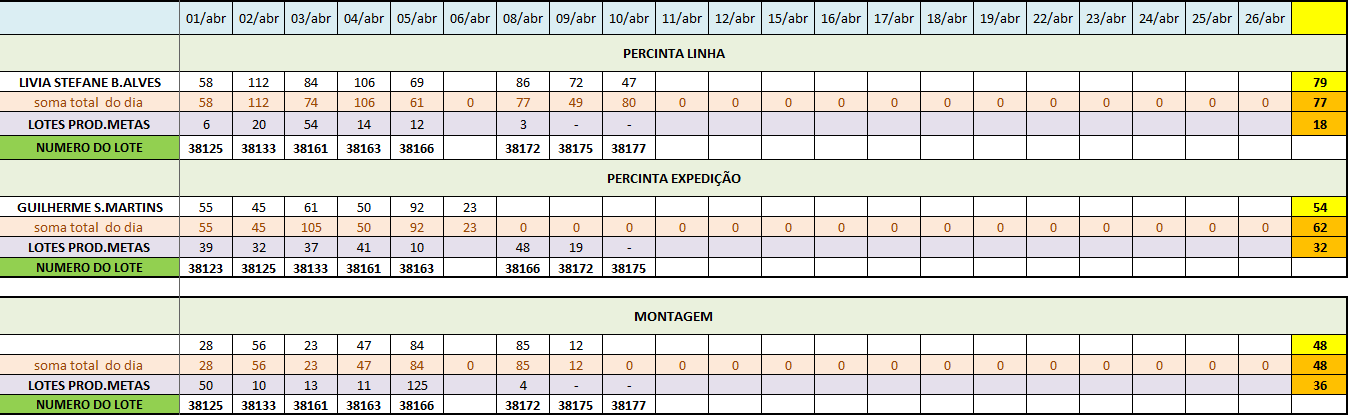 01/abr 02/abr 03/abr 04/abr 05/abr 06/abr 08/abr 09/abr 10/abr 11/abr 12/abr 15/abr 16/abr 17/abr 18/abr 19/abr 22/abr 23/abr 24/abr 25/abr 26/abr
PERCINTA LINHA
LIVIA STEFANE B.ALVES 58 112 84 106 69 86 72 47 79
soma total do dia 58 112 74 106 61 0 77 49 80 0 0 0 0 0 0 0 0 0 0 0 0 77
LOTES PROD.METAS 6 20 54 14 12 3 - - 18
NUMERO DO LOTE 38125 38133 38161 38163 38166 38172 38175 38177
PERCINTA EXPEDIÇÃO
GUILHERME S.MARTINS 55 45 61 50 92 23 54
soma total do dia 55 45 105 50 92 23 0 0 0 0 0 0 0 0 0 0 0 0 0 0 0 62
LOTES PROD.METAS 39 32 37 41 10 48 19 - 32
NUMERO DO LOTE 38123 38125 38133 38161 38163 38166 38172 38175
MONTAGEM
28 56 23 47 84 85 12 48
soma total do dia 28 56 23 47 84 0 85 12 0 0 0 0 0 0 0 0 0 0 0 0 0 48
LOTES PROD.METAS 50 10 13 11 125 4 - - 36
NUMERO DO LOTE 38125 38133 38161 38163 38166 38172 38175 38177